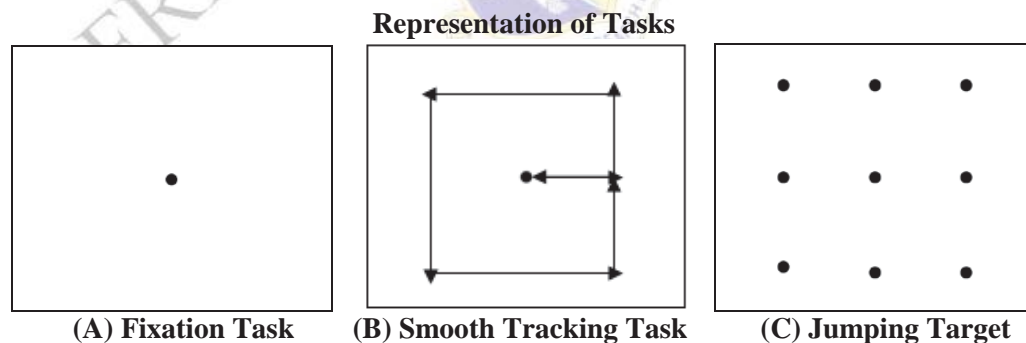 Representation of Tasks
(A) Fixation Task
(B) Smooth Tracking Task
(C) Jumping Target